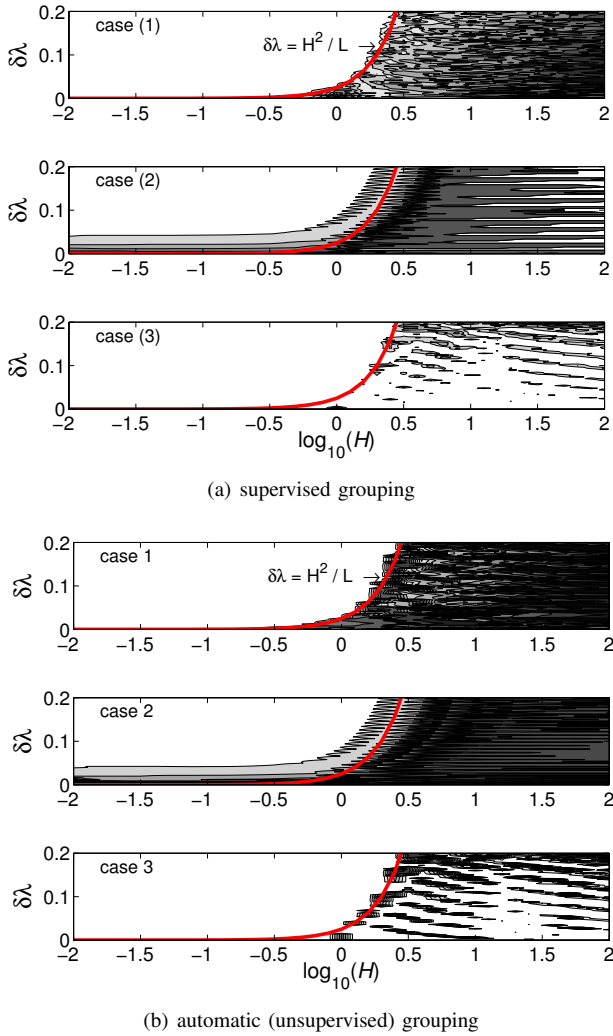 case (1)
δλ = H² / L →
δλ
0.2
0.1
0
−2 −1.5 −1 −0.5 0 0.5 1 1.5 2
case (2)
δλ
0.2
0.1
0
−2 −1.5 −1 −0.5 0 0.5 1 1.5 2
case (3)
δλ
0.2
0.1
0
−2 −1.5 −1 −0.5 0 0.5 1 1.5 2
log₁₀(H)
(a) supervised grouping
case 1
δλ = H² / L →
δλ
0.2
0.1
0
−2 −1.5 −1 −0.5 0 0.5 1 1.5 2
case 2
δλ
0.2
0.1
0
−2 −1.5 −1 −0.5 0 0.5 1 1.5 2
case 3
δλ
0.2
0.1
0
−2 −1.5 −1 −0.5 0 0.5 1 1.5 2
log₁₀(H)
(b) automatic (unsupervised) grouping